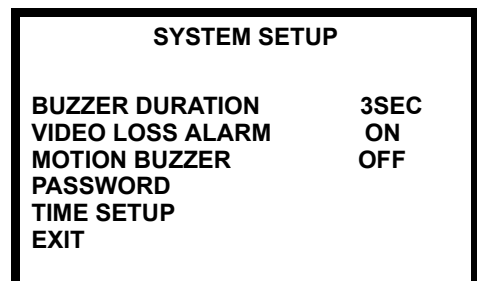 SYSTEM SETUP
BUZZER DURATION 3SEC
VIDEO LOSS ALARM ON
MOTION BUZZER OFF
PASSWORD
TIME SETUP
EXIT